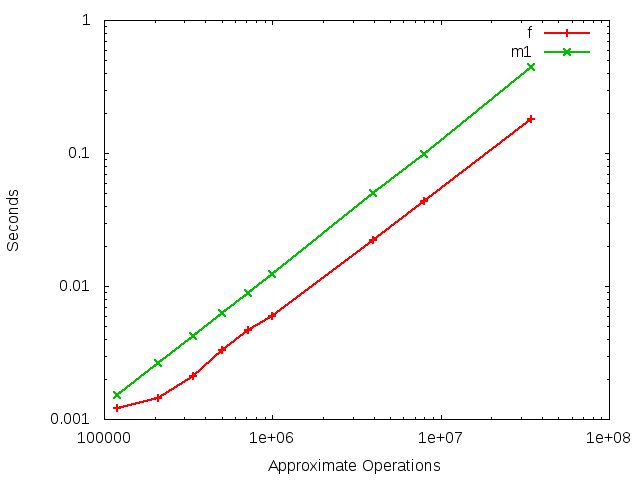 1
f
m1
0.1
Seconds
0.01
0.001
100000
1e+06
1e+07
1e+08
Approximate Operations